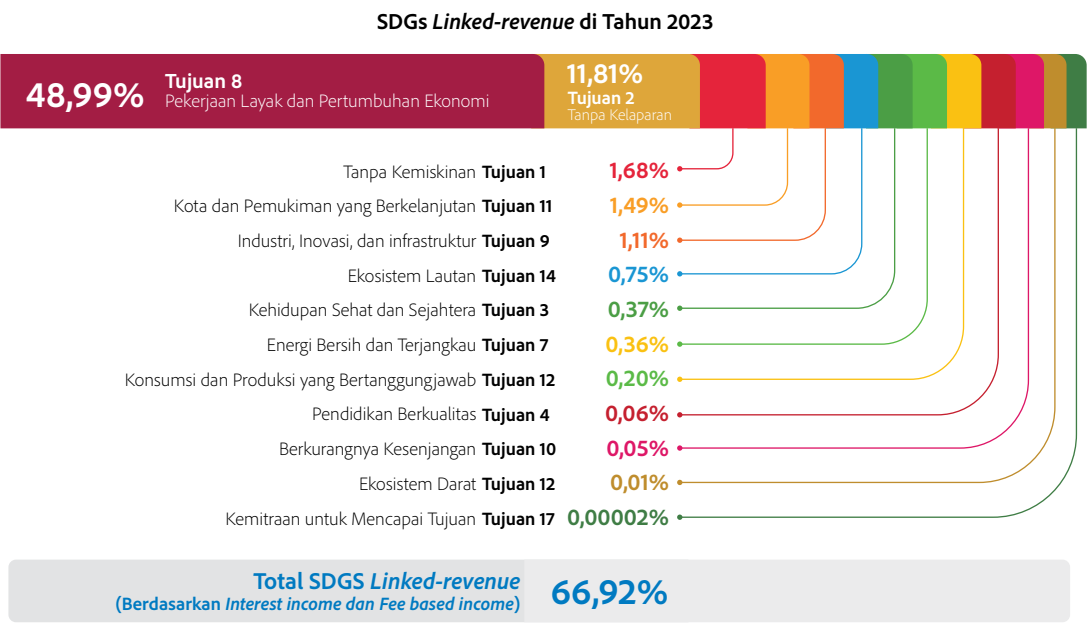 SDGs Linked-revenue di Tahun 2023
48,99%
Tujuan 8
Pekerjaan Layak dan Pertumbuhan Ekonomi
11,81%
Tujuan 2
Tanpa Kelaparan
Tanpa Kemiskinan Tujuan 1 1,68%
Kota dan Pemukiman yang Berkelanjutan Tujuan 11 1,49%
Industri, Inovasi, dan infrastruktur Tujuan 9 1,11%
Ekosistem Lautan Tujuan 14 0,75%
Kehidupan Sehat dan Sejahtera Tujuan 3 0,37%
Energi Bersih dan Terjangkau Tujuan 7 0,36%
Konsumsi dan Produksi yang Bertanggungjawab Tujuan 12 0,20%
Pendidikan Berkualitas Tujuan 4 0,06%
Berkurangnya Kesenjangan Tujuan 10 0,05%
Ekosistem Darat Tujuan 12 0,01%
Kemitraan untuk Mencapai Tujuan Tujuan 17 0,00002%
Total SDGS Linked-revenue
(Berdasarkan Interest income dan Fee based income)
66,92%